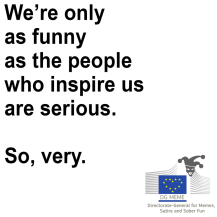 We're only
as funny
as the people
who inspire us
are serious.
So, very.
DG MEME
Directorate-General for Memes,
Satire and Sober Fun